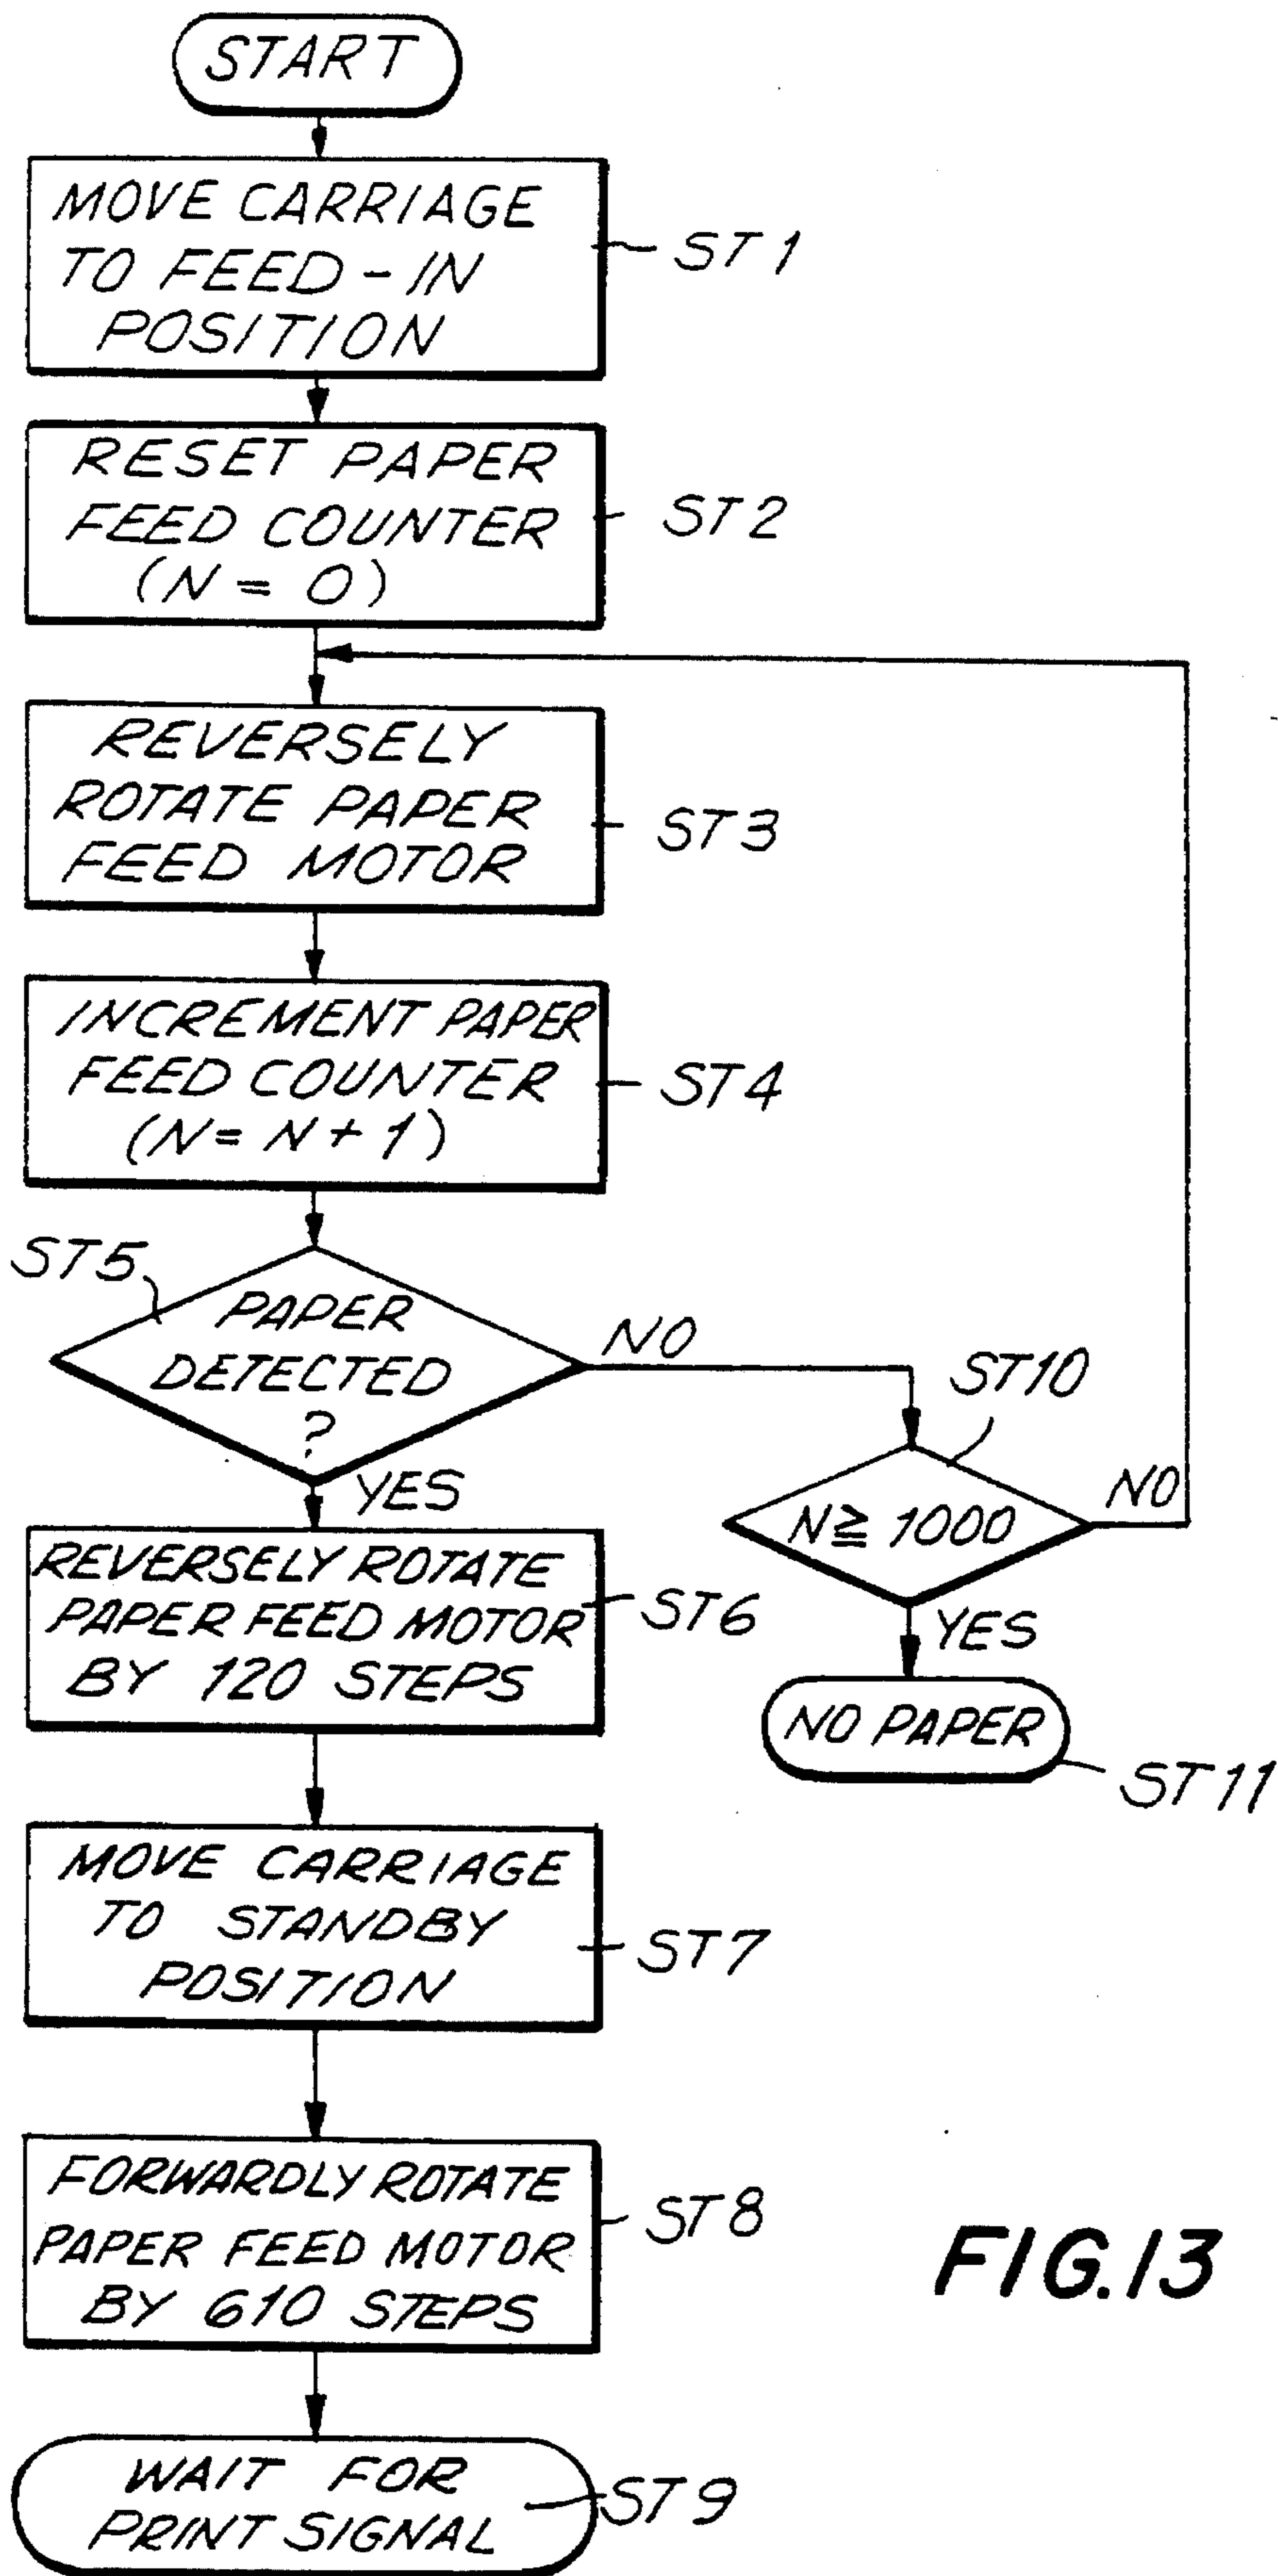 START
MOVE CARRIAGE
TO FEED-IN
POSITION
ST1
RESET PAPER
FEED COUNTER
(N = 0)
ST2
REVERSELY
ROTATE PAPER
FEED MOTOR
ST3
INCREMENT PAPER
FEED COUNTER
(N = N + 1)
ST4
ST5
PAPER
DETECTED
?
NO
YES
ST10
N ≧ 1000
NO
YES
NO PAPER
ST11
REVERSELY ROTATE
PAPER FEED MOTOR
BY 120 STEPS
ST6
MOVE CARRIAGE
TO STANDBY
POSITION
ST7
FORWARDLY ROTATE
PAPER FEED MOTOR
BY 610 STEPS
ST8
WAIT FOR
PRINT SIGNAL
ST9
FIG.13